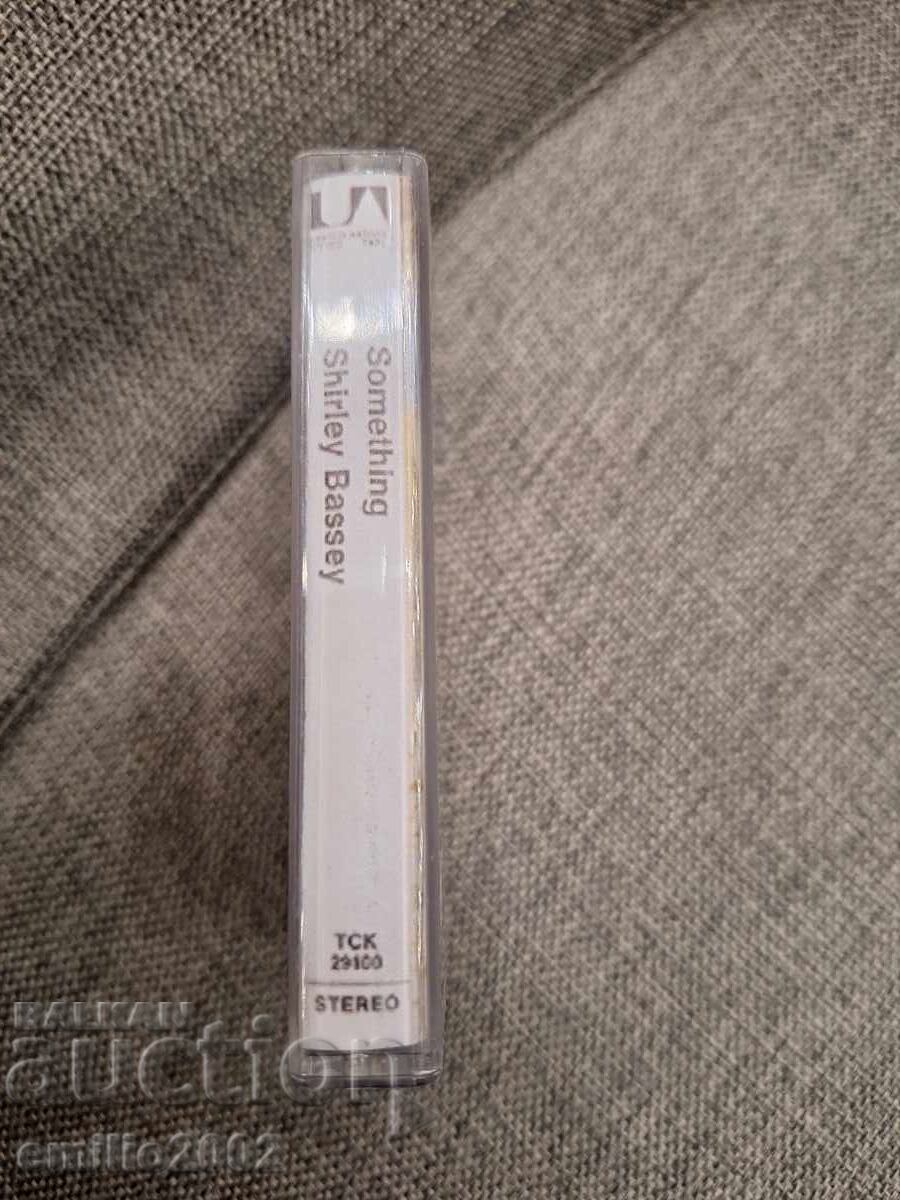 UA
Something
Shirley Bassey
TCK
29100
STEREO
BALKAN
auction
emilio2002